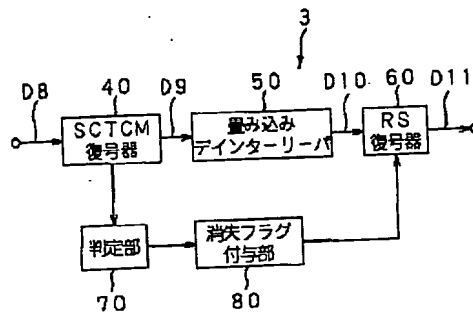 3
40
50
60
D8
D9
D10
D11
SCTCM
復号器
畳み込み
デインターリーバ
RS
復号器
判定部
消失フラグ
付与部
70
80